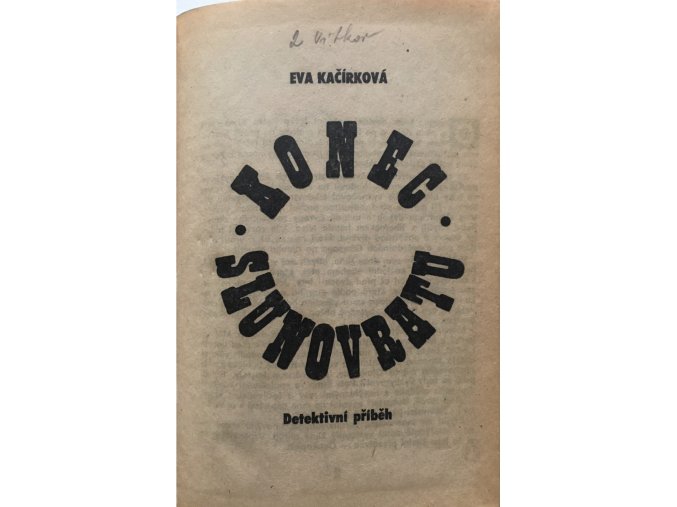 EVA KAČÍRKOVÁ
KONEC
SLUNOVRATU
Detektivní příběh